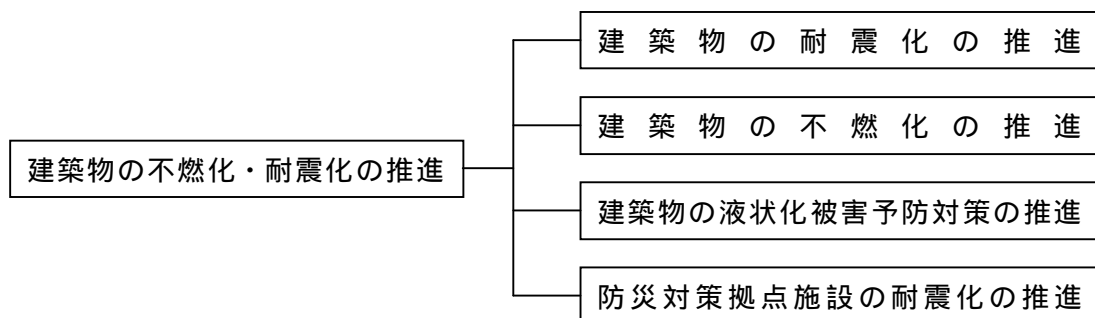 建築物の不燃化・耐震化の推進
建築物の耐震化の推進
建築物の不燃化の推進
建築物の液状化被害予防対策の推進
防災対策拠点施設の耐震化の推進